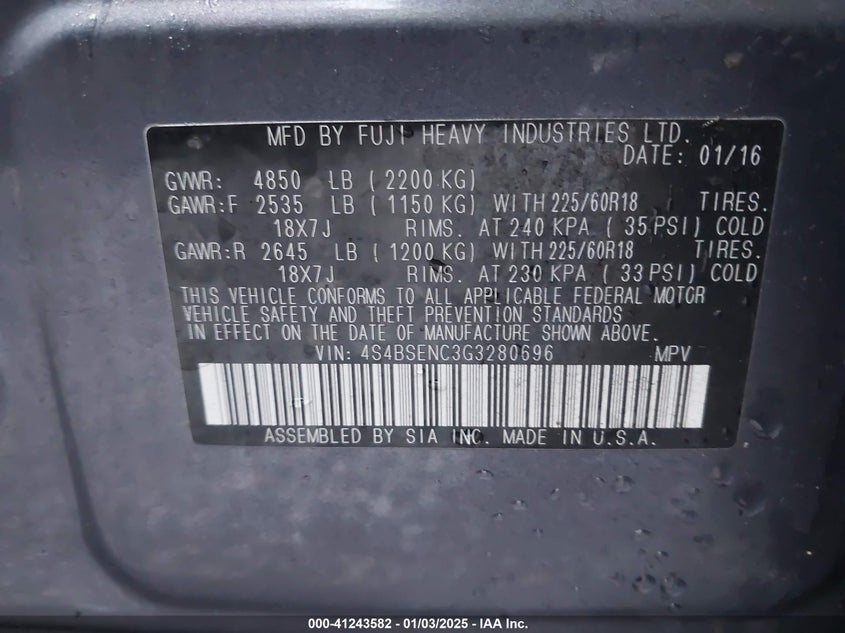 MFD BY FUJI HEAVY INDUSTRIES LTD.
DATE: 01/16
GVWR: 4850 LB ( 2200 KG)
GAWR:F 2535 LB ( 1150 KG) WITH 225/60R18 TIRES.
18X7J RIMS. AT 240 KPA ( 35 PSI) COLD
GAWR:R 2645 LB ( 1200 KG) WITH 225/60R18 TIRES.
18X7J RIMS. AT 230 KPA ( 33 PSI) COLD
THIS VEHICLE CONFORMS TO ALL APPLICABLE FEDERAL MOTOR
VEHICLE SAFETY AND THEFT PREVENTION STANDARDS
IN EFFECT ON THE DATE OF MANUFACTURE SHOWN ABOVE.
VIN: 4S4BSENC3G3280696 MPV
ASSEMBLED BY SIA INC. MADE IN U.S.A.
000-41243582 - 01/03/2025 - IAA Inc.